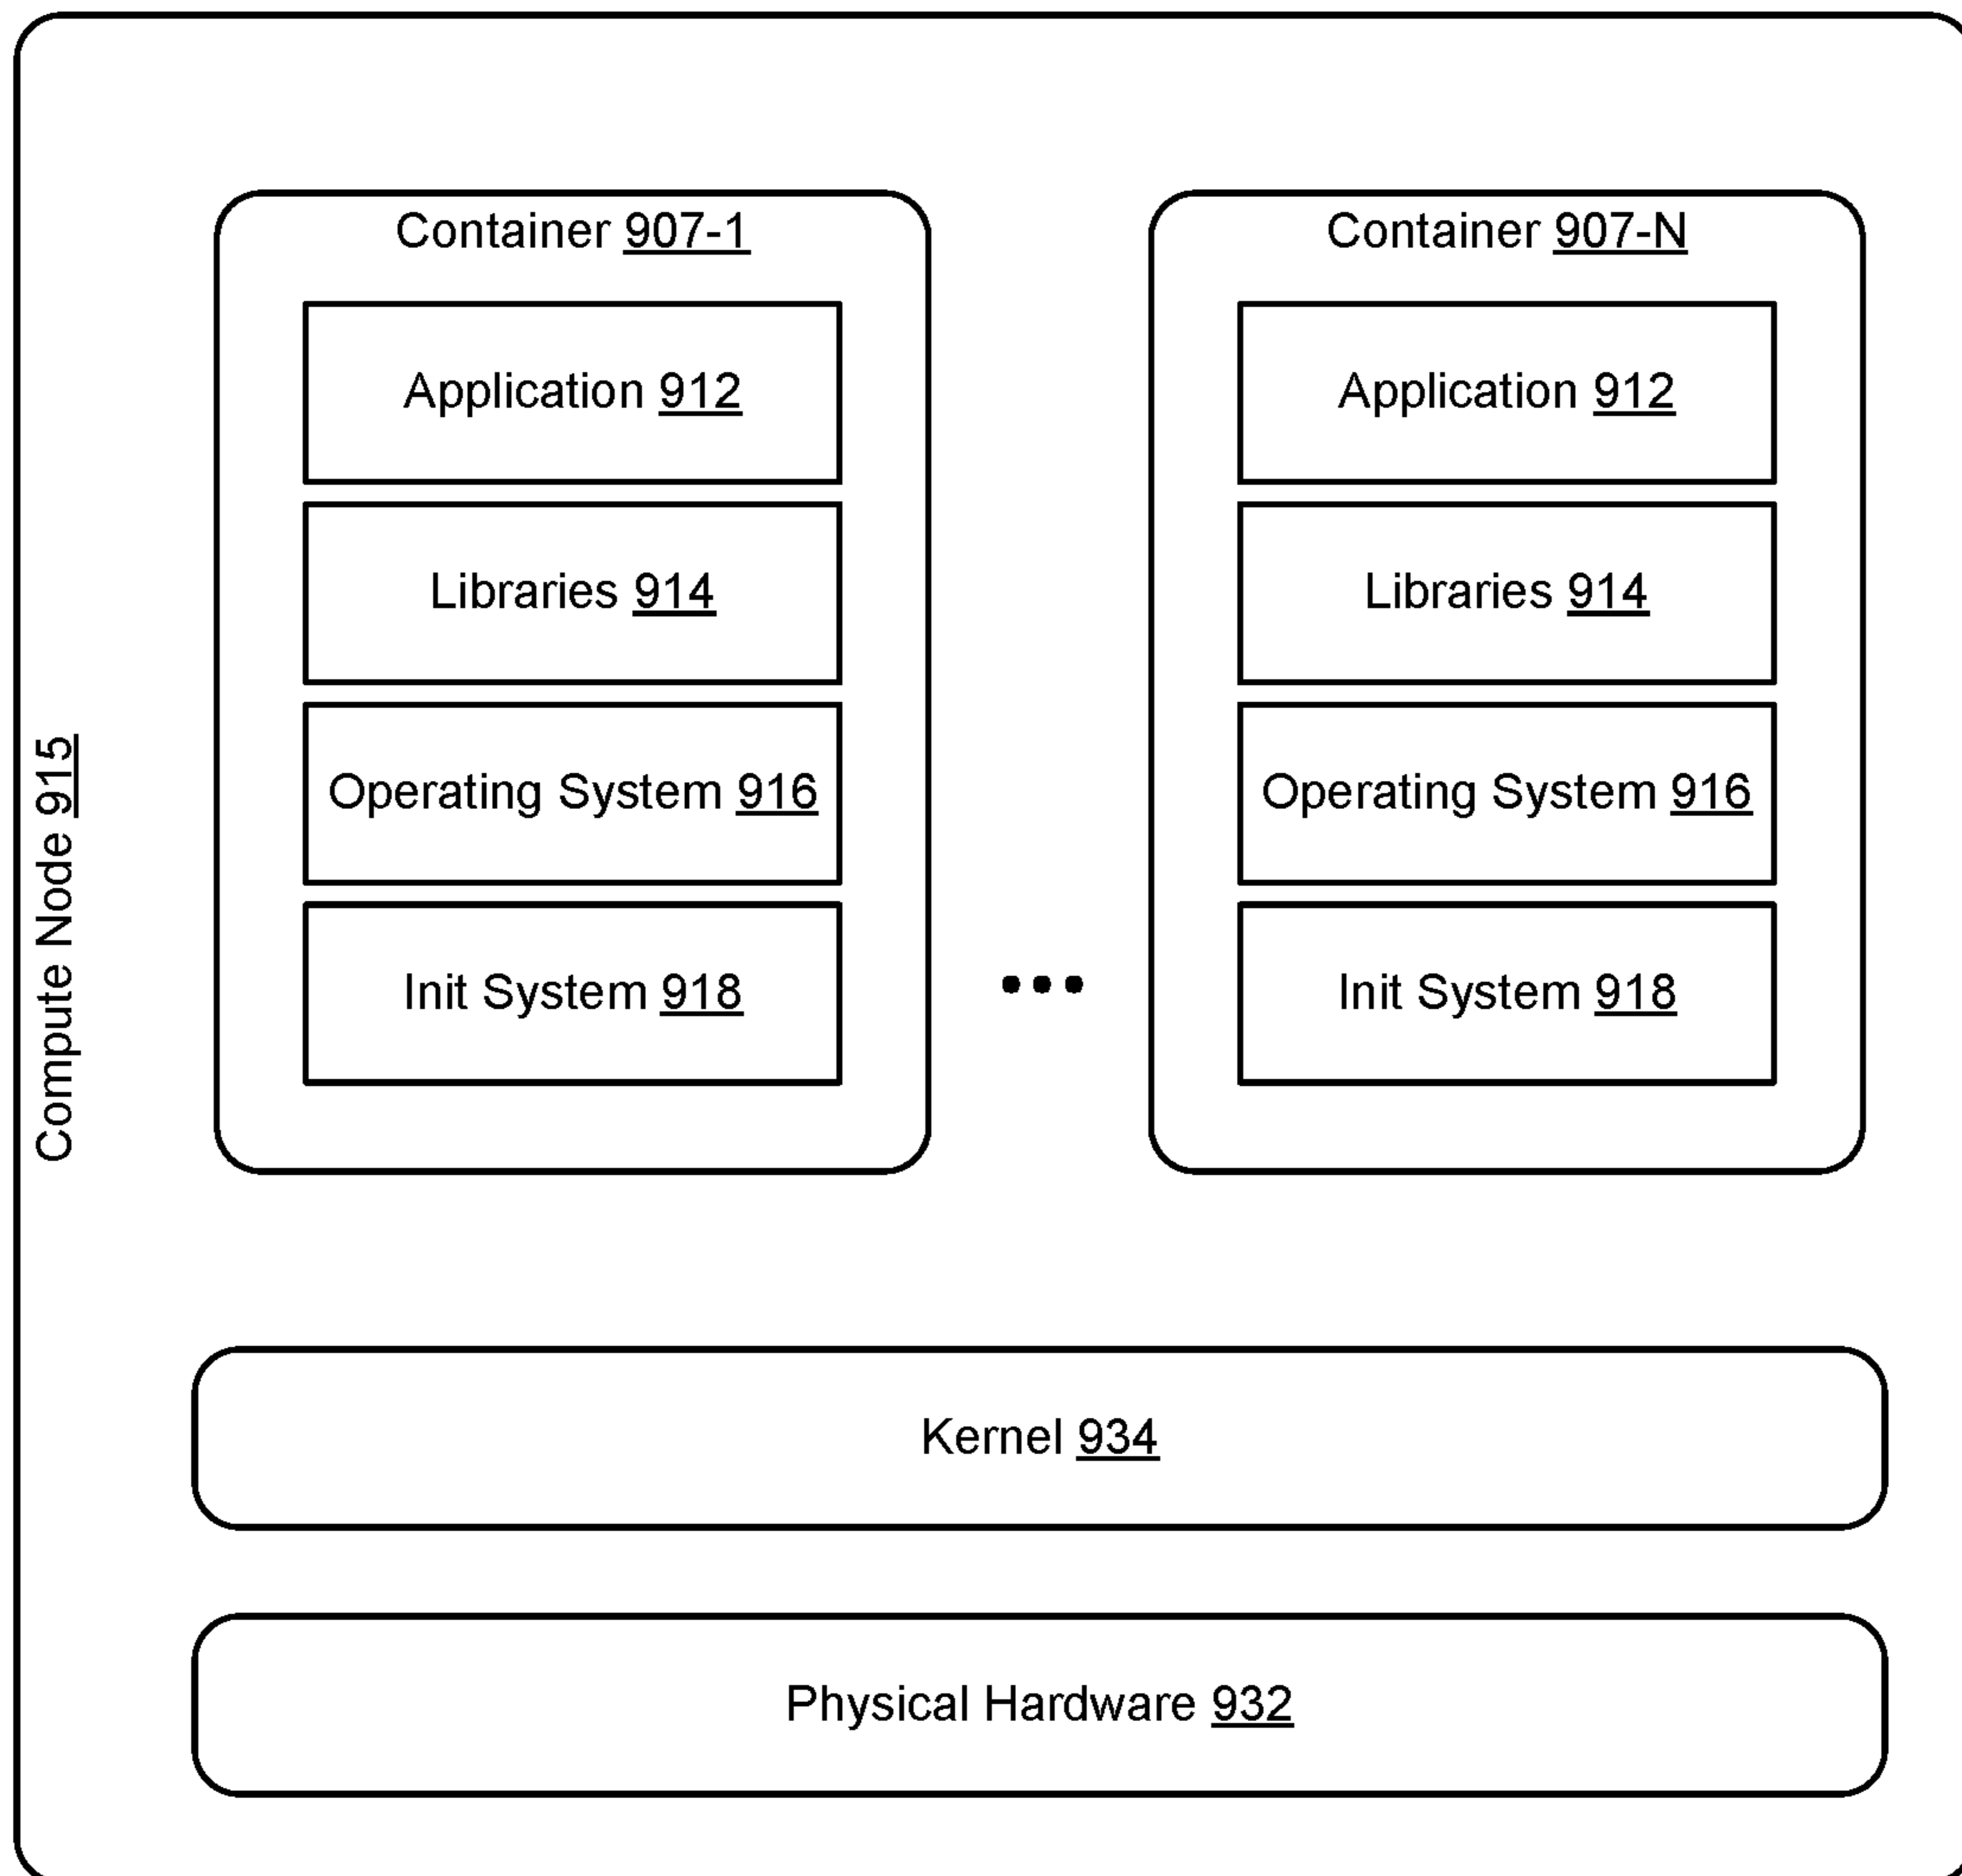 Compute Node 915
Container 907-1
Application 912
Libraries 914
Operating System 916
Init System 918
...
Container 907-N
Application 912
Libraries 914
Operating System 916
Init System 918
Kernel 934
Physical Hardware 932